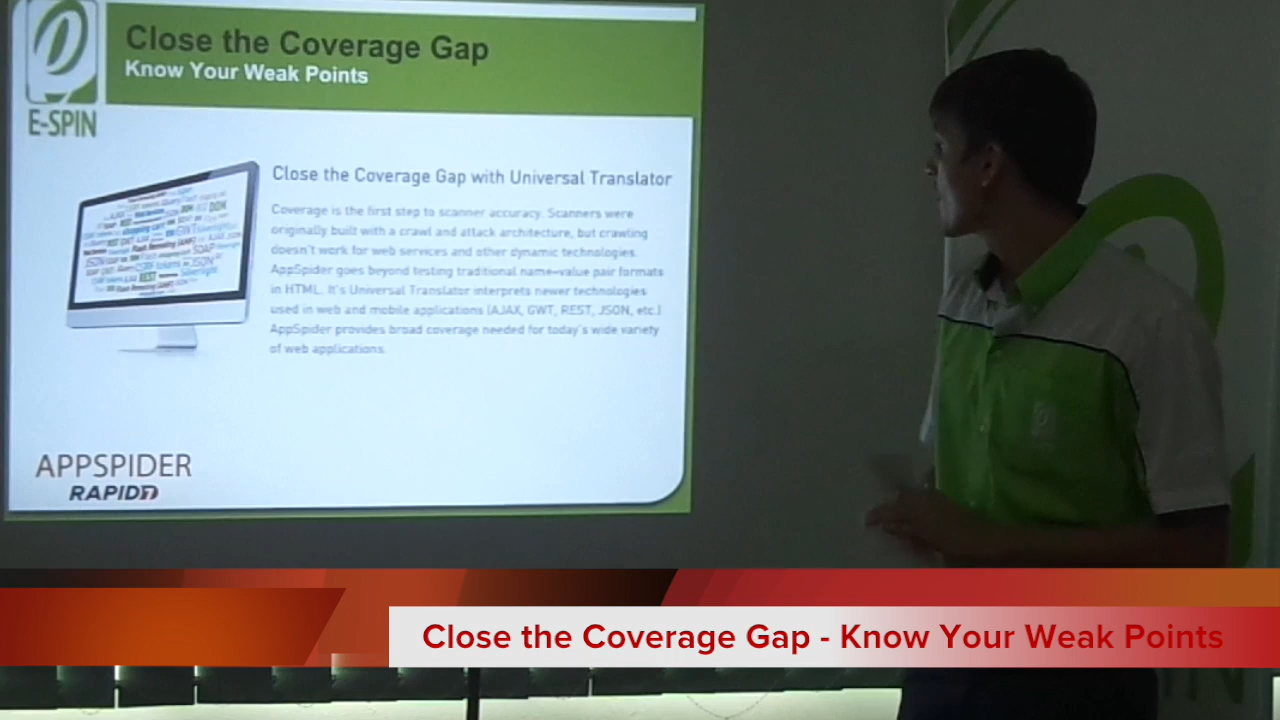 Close the Coverage Gap
Know Your Weak Points
E-SPIN
Close the Coverage Gap with Universal Translator
Coverage is the first step to scanner accuracy. Scanners were
originally built with a crawl and attack architecture, but crawling
doesn't work for web services and other dynamic technologies.
AppSpider goes beyond testing traditional name-value pair formats
in HTML. It's Universal Translator interprets newer technologies
used in web and mobile applications (AJAX, GWT, REST, JSON, etc.)
AppSpider provides broad coverage needed for today's wide variety
of web applications.
APPSPIDER
RAPID7
Close the Coverage Gap - Know Your Weak Points